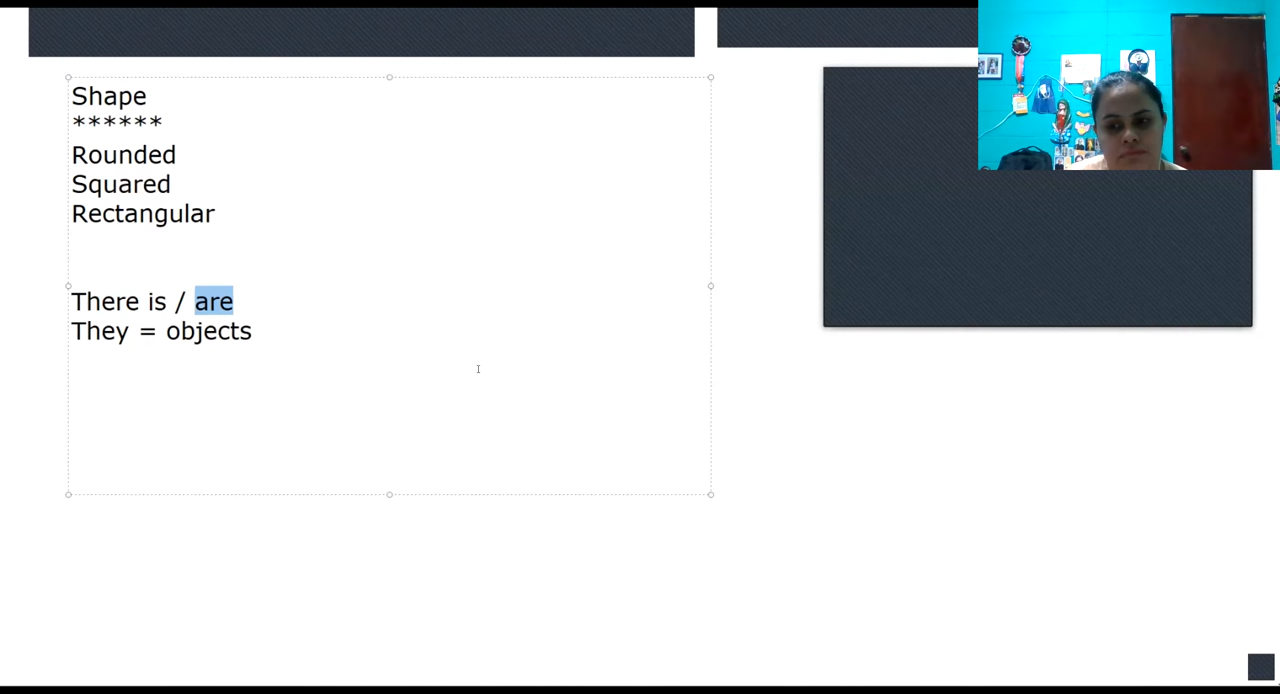 Shape
******
Rounded
Squared
Rectangular
There is / are
They = objects